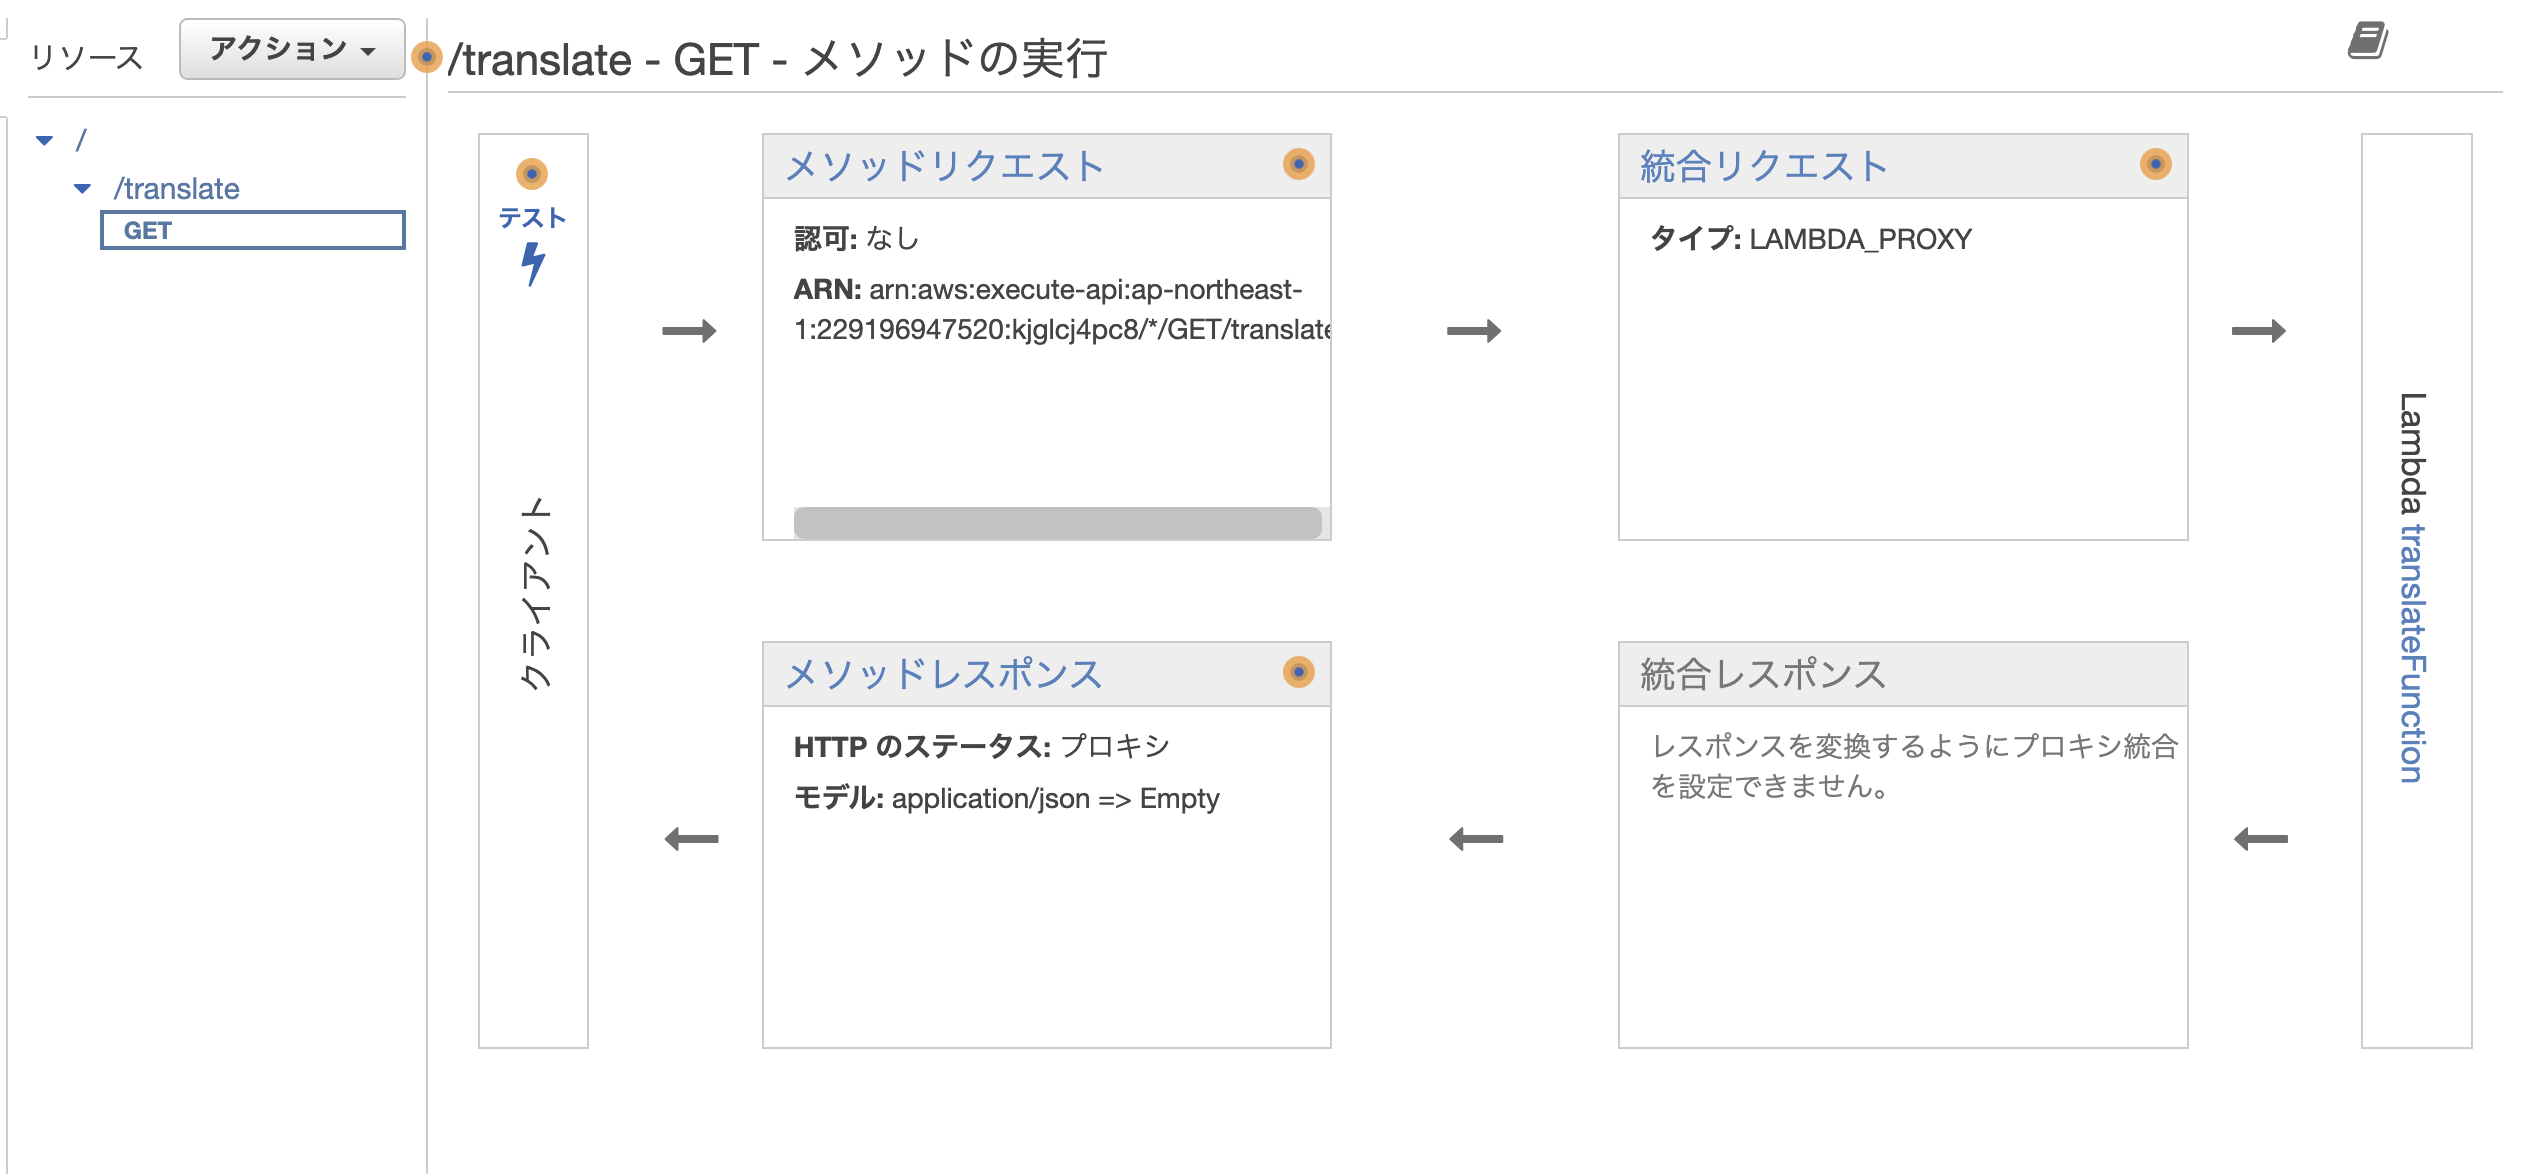 リソース
アクション
/translate - GET - メソッドの実行
/
/translate
GET
テスト
クライアント
メソッドリクエスト
認可: なし
ARN: arn:aws:execute-api:ap-northeast-
1:229196947520:kjglcj4pc8/*/GET/translate
統合リクエスト
タイプ: LAMBDA_PROXY
Lambda translateFunction
メソッドレスポンス
HTTP のステータス: プロキシ
モデル: application/json => Empty
統合レスポンス
レスポンスを変換するようにプロキシ統合
を設定できません。